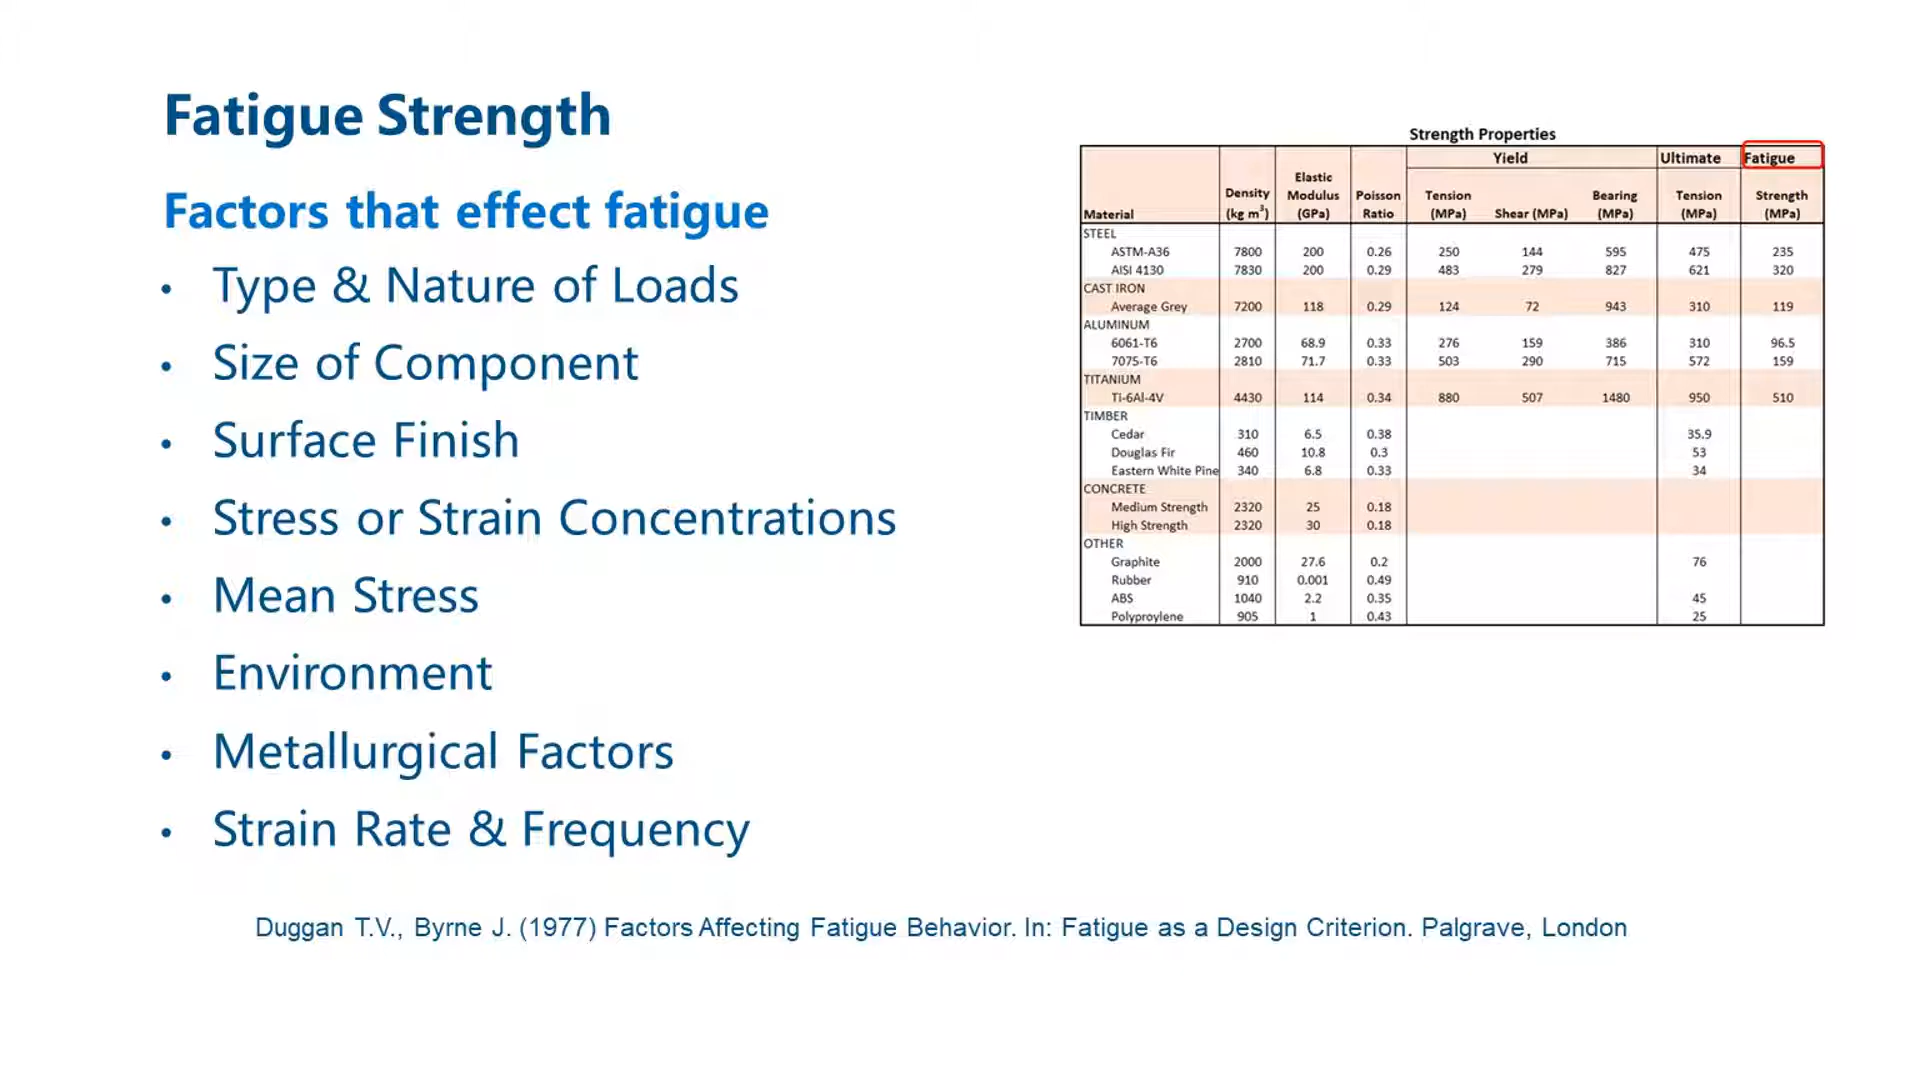 Fatigue Strength
Factors that effect fatigue
• Type & Nature of Loads
• Size of Component
• Surface Finish
• Stress or Strain Concentrations
• Mean Stress
• Environment
• Metallurgical Factors
• Strain Rate & Frequency
Strength Properties
Yield Ultimate Fatigue
Material Density (kg m³) Elastic Modulus (GPa) Poisson Ratio Tension (MPa) Shear (MPa) Bearing (MPa) Tension (MPa) Strength (MPa)
STEEL
ASTM-A36 7800 200 0.26 250 144 595 475 235
AISI 4130 7830 200 0.29 483 279 827 621 320
CAST IRON
Average Grey 7200 118 0.29 124 72 943 310 119
ALUMINUM
6061-T6 2700 68.9 0.33 276 159 386 310 96.5
7075-T6 2810 71.7 0.33 503 290 715 572 159
TITANIUM
Ti-6Al-4V 4430 114 0.34 880 507 1480 950 510
TIMBER
Cedar 310 6.5 0.38 35.9
Douglas Fir 460 10.8 0.3 53
Eastern White Pine 340 6.8 0.33 34
CONCRETE
Medium Strength 2320 25 0.18
High Strength 2320 30 0.18
OTHER
Graphite 2000 27.6 0.2 76
Rubber 910 0.001 0.49
ABS 1040 2.2 0.35 45
Polyproylene 905 1 0.43 25
Duggan T.V., Byrne J. (1977) Factors Affecting Fatigue Behavior. In: Fatigue as a Design Criterion. Palgrave, London